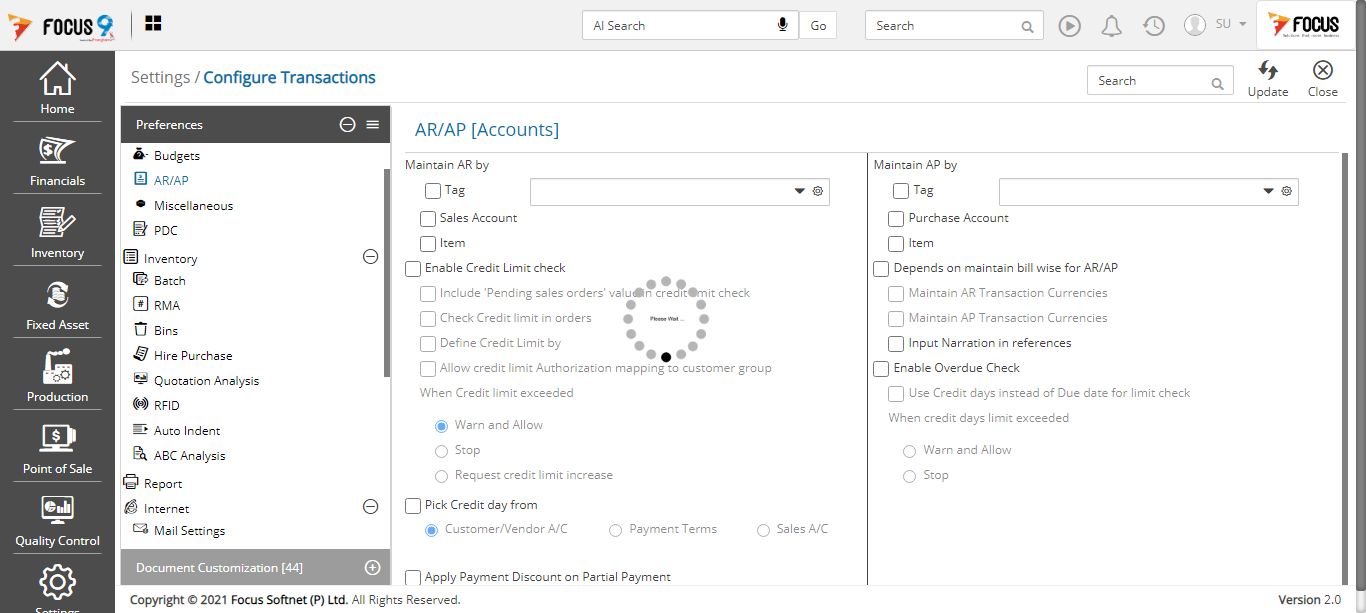 FOCUS 9
AI Search
Go
Search
SU
FOCUS
Home
Financials
Inventory
Fixed Asset
Production
Point of Sale
Quality Control
Settings
Settings / Configure Transactions
Search
Update
Close
Preferences
Budgets
AR/AP
Miscellaneous
PDC
Inventory
Batch
RMA
Bins
Hire Purchase
Quotation Analysis
RFID
Auto Indent
ABC Analysis
Report
Internet
Mail Settings
Document Customization [44]
AR/AP [Accounts]
Maintain AR by
Tag
Sales Account
Item
Enable Credit Limit check
Include 'Pending sales orders' value in credit limit check
Check Credit limit in orders
Define Credit Limit by
Allow credit limit Authorization mapping to customer group
When Credit limit exceeded
Warn and Allow
Stop
Request credit limit increase
Pick Credit day from
Customer/Vendor A/C Payment Terms Sales A/C
Apply Payment Discount on Partial Payment
Please Wait ...
Maintain AP by
Tag
Purchase Account
Item
Depends on maintain bill wise for AR/AP
Maintain AR Transaction Currencies
Maintain AP Transaction Currencies
Input Narration in references
Enable Overdue Check
Use Credit days instead of Due date for limit check
When credit days limit exceeded
Warn and Allow
Stop
Copyright © 2021 Focus Softnet (P) Ltd. All Rights Reserved.
Version 2.0